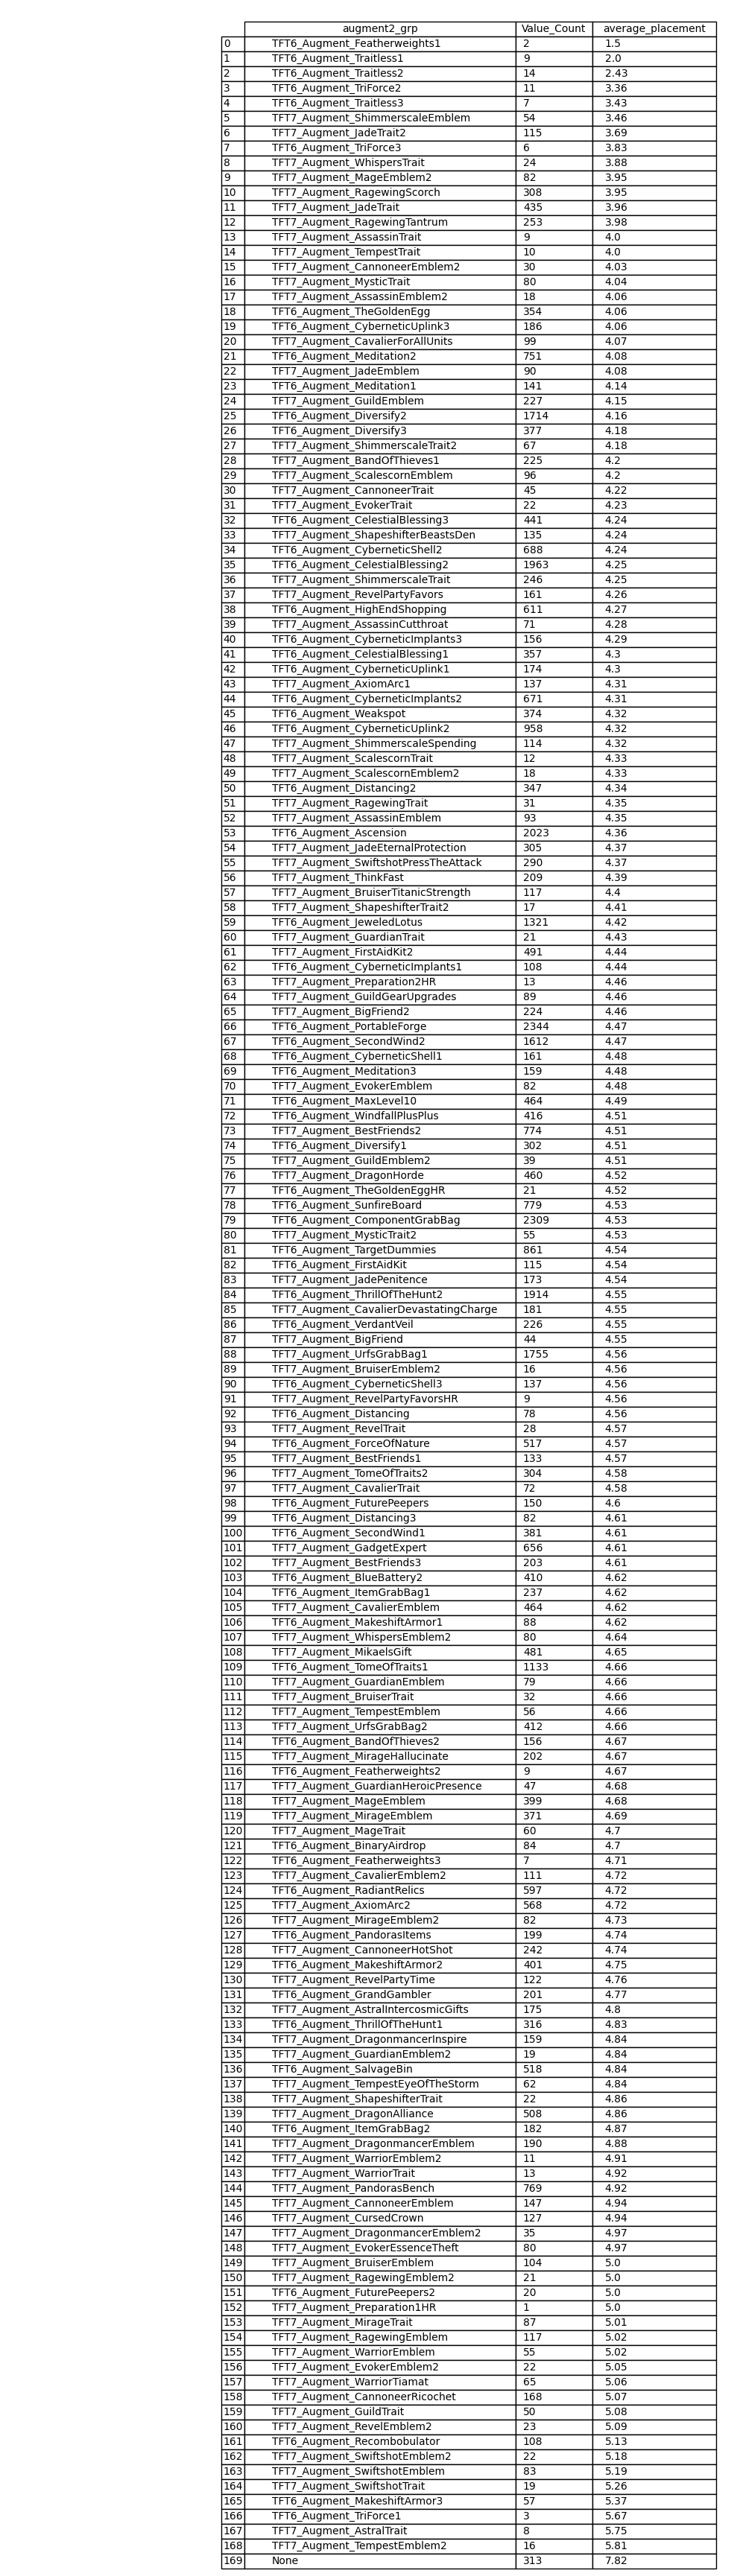 augment2_grp Value_Count average_placement
0 TFT6_Augment_Featherweights1 2 1.5
1 TFT6_Augment_Traitless1 9 2.0
2 TFT6_Augment_Traitless2 14 2.43
3 TFT6_Augment_TriForce2 11 3.36
4 TFT6_Augment_Traitless3 7 3.43
5 TFT7_Augment_ShimmerscaleEmblem 54 3.46
6 TFT7_Augment_JadeTrait2 115 3.69
7 TFT6_Augment_TriForce3 6 3.83
8 TFT7_Augment_WhispersTrait 24 3.88
9 TFT7_Augment_MageEmblem2 82 3.95
10 TFT7_Augment_RagewingScorch 308 3.95
11 TFT7_Augment_JadeTrait 435 3.96
12 TFT7_Augment_RagewingTantrum 253 3.98
13 TFT7_Augment_AssassinTrait 9 4.0
14 TFT7_Augment_TempestTrait 10 4.0
15 TFT7_Augment_CannoneerEmblem2 30 4.03
16 TFT7_Augment_MysticTrait 80 4.04
17 TFT7_Augment_AssassinEmblem2 18 4.06
18 TFT6_Augment_TheGoldenEgg 354 4.06
19 TFT6_Augment_CyberneticUplink3 186 4.06
20 TFT7_Augment_CavalierForAllUnits 99 4.07
21 TFT6_Augment_Meditation2 751 4.08
22 TFT7_Augment_JadeEmblem 90 4.08
23 TFT6_Augment_Meditation1 141 4.14
24 TFT7_Augment_GuildEmblem 227 4.15
25 TFT6_Augment_Diversify2 1714 4.16
26 TFT6_Augment_Diversify3 377 4.18
27 TFT7_Augment_ShimmerscaleTrait2 67 4.18
28 TFT7_Augment_BandOfThieves1 225 4.2
29 TFT7_Augment_ScalescornEmblem 96 4.2
30 TFT7_Augment_CannoneerTrait 45 4.22
31 TFT7_Augment_EvokerTrait 22 4.23
32 TFT6_Augment_CelestialBlessing3 441 4.24
33 TFT7_Augment_ShapeshifterBeastsDen 135 4.24
34 TFT6_Augment_CyberneticShell2 688 4.24
35 TFT6_Augment_CelestialBlessing2 1963 4.25
36 TFT7_Augment_ShimmerscaleTrait 246 4.25
37 TFT7_Augment_RevelPartyFavors 161 4.26
38 TFT6_Augment_HighEndShopping 611 4.27
39 TFT7_Augment_AssassinCutthroat 71 4.28
40 TFT6_Augment_CyberneticImplants3 156 4.29
41 TFT6_Augment_CelestialBlessing1 357 4.3
42 TFT6_Augment_CyberneticUplink1 174 4.3
43 TFT7_Augment_AxiomArc1 137 4.31
44 TFT6_Augment_CyberneticImplants2 671 4.31
45 TFT6_Augment_Weakspot 374 4.32
46 TFT6_Augment_CyberneticUplink2 958 4.32
47 TFT7_Augment_ShimmerscaleSpending 114 4.32
48 TFT7_Augment_ScalescornTrait 12 4.33
49 TFT7_Augment_ScalescornEmblem2 18 4.33
50 TFT6_Augment_Distancing2 347 4.34
51 TFT7_Augment_RagewingTrait 31 4.35
52 TFT7_Augment_AssassinEmblem 93 4.35
53 TFT6_Augment_Ascension 2023 4.36
54 TFT7_Augment_JadeEternalProtection 305 4.37
55 TFT7_Augment_SwiftshotPressTheAttack 290 4.37
56 TFT7_Augment_ThinkFast 209 4.39
57 TFT7_Augment_BruiserTitanicStrength 117 4.4
58 TFT7_Augment_ShapeshifterTrait2 17 4.41
59 TFT6_Augment_JeweledLotus 1321 4.42
60 TFT7_Augment_GuardianTrait 21 4.43
61 TFT7_Augment_FirstAidKit2 491 4.44
62 TFT6_Augment_CyberneticImplants1 108 4.44
63 TFT7_Augment_Preparation2HR 13 4.46
64 TFT7_Augment_GuildGearUpgrades 89 4.46
65 TFT7_Augment_BigFriend2 224 4.46
66 TFT6_Augment_PortableForge 2344 4.47
67 TFT6_Augment_SecondWind2 1612 4.47
68 TFT6_Augment_CyberneticShell1 161 4.48
69 TFT6_Augment_Meditation3 159 4.48
70 TFT7_Augment_EvokerEmblem 82 4.48
71 TFT6_Augment_MaxLevel10 464 4.49
72 TFT6_Augment_WindfallPlusPlus 416 4.51
73 TFT7_Augment_BestFriends2 774 4.51
74 TFT6_Augment_Diversify1 302 4.51
75 TFT7_Augment_GuildEmblem2 39 4.51
76 TFT7_Augment_DragonHorde 460 4.52
77 TFT6_Augment_TheGoldenEggHR 21 4.52
78 TFT6_Augment_SunfireBoard 779 4.53
79 TFT6_Augment_ComponentGrabBag 2309 4.53
80 TFT7_Augment_MysticTrait2 55 4.53
81 TFT6_Augment_TargetDummies 861 4.54
82 TFT6_Augment_FirstAidKit 115 4.54
83 TFT7_Augment_JadePenitence 173 4.54
84 TFT6_Augment_ThrillOfTheHunt2 1914 4.55
85 TFT7_Augment_CavalierDevastatingCharge 181 4.55
86 TFT6_Augment_VerdantVeil 226 4.55
87 TFT7_Augment_BigFriend 44 4.55
88 TFT7_Augment_UrfsGrabBag1 1755 4.56
89 TFT7_Augment_BruiserEmblem2 16 4.56
90 TFT6_Augment_CyberneticShell3 137 4.56
91 TFT7_Augment_RevelPartyFavorsHR 9 4.56
92 TFT6_Augment_Distancing 78 4.56
93 TFT7_Augment_RevelTrait 28 4.57
94 TFT6_Augment_ForceOfNature 517 4.57
95 TFT7_Augment_BestFriends1 133 4.57
96 TFT6_Augment_TomeOfTraits2 304 4.58
97 TFT7_Augment_CavalierTrait 72 4.58
98 TFT6_Augment_FuturePeepers 150 4.6
99 TFT6_Augment_Distancing3 82 4.61
100 TFT6_Augment_SecondWind1 381 4.61
101 TFT7_Augment_GadgetExpert 656 4.61
102 TFT7_Augment_BestFriends3 203 4.61
103 TFT6_Augment_BlueBattery2 410 4.62
104 TFT6_Augment_ItemGrabBag1 237 4.62
105 TFT7_Augment_CavalierEmblem 464 4.62
106 TFT6_Augment_MakeshiftArmor1 88 4.62
107 TFT7_Augment_WhispersEmblem2 80 4.64
108 TFT7_Augment_MikaelsGift 481 4.65
109 TFT6_Augment_TomeOfTraits1 1133 4.66
110 TFT7_Augment_GuardianEmblem 79 4.66
111 TFT7_Augment_BruiserTrait 32 4.66
112 TFT7_Augment_TempestEmblem 56 4.66
113 TFT7_Augment_UrfsGrabBag2 412 4.66
114 TFT6_Augment_BandOfThieves2 156 4.67
115 TFT7_Augment_MirageHallucinate 202 4.67
116 TFT6_Augment_Featherweights2 9 4.67
117 TFT7_Augment_GuardianHeroicPresence 47 4.68
118 TFT7_Augment_MageEmblem 399 4.68
119 TFT7_Augment_MirageEmblem 371 4.69
120 TFT7_Augment_MageTrait 60 4.7
121 TFT6_Augment_BinaryAirdrop 84 4.7
122 TFT6_Augment_Featherweights3 7 4.71
123 TFT7_Augment_CavalierEmblem2 111 4.72
124 TFT6_Augment_RadiantRelics 597 4.72
125 TFT7_Augment_AxiomArc2 568 4.72
126 TFT7_Augment_MirageEmblem2 82 4.73
127 TFT6_Augment_PandorasItems 199 4.74
128 TFT7_Augment_CannoneerHotShot 242 4.74
129 TFT6_Augment_MakeshiftArmor2 401 4.75
130 TFT7_Augment_RevelPartyTime 122 4.76
131 TFT6_Augment_GrandGambler 201 4.77
132 TFT7_Augment_AstralIntercosmicGifts 175 4.8
133 TFT6_Augment_ThrillOfTheHunt1 316 4.83
134 TFT7_Augment_DragonmancerInspire 159 4.84
135 TFT7_Augment_GuardianEmblem2 19 4.84
136 TFT6_Augment_SalvageBin 518 4.84
137 TFT7_Augment_TempestEyeOfTheStorm 62 4.84
138 TFT7_Augment_ShapeshifterTrait 22 4.86
139 TFT7_Augment_DragonAlliance 508 4.86
140 TFT6_Augment_ItemGrabBag2 182 4.87
141 TFT7_Augment_DragonmancerEmblem 190 4.88
142 TFT7_Augment_WarriorEmblem2 11 4.91
143 TFT7_Augment_WarriorTrait 13 4.92
144 TFT7_Augment_PandorasBench 769 4.92
145 TFT7_Augment_CannoneerEmblem 147 4.94
146 TFT7_Augment_CursedCrown 127 4.94
147 TFT7_Augment_DragonmancerEmblem2 35 4.97
148 TFT7_Augment_EvokerEssenceTheft 80 4.97
149 TFT7_Augment_BruiserEmblem 104 5.0
150 TFT7_Augment_RagewingEmblem2 21 5.0
151 TFT6_Augment_FuturePeepers2 20 5.0
152 TFT7_Augment_Preparation1HR 1 5.0
153 TFT7_Augment_MirageTrait 87 5.01
154 TFT7_Augment_RagewingEmblem 117 5.02
155 TFT7_Augment_WarriorEmblem 55 5.02
156 TFT7_Augment_EvokerEmblem2 22 5.05
157 TFT7_Augment_WarriorTiamat 65 5.06
158 TFT7_Augment_CannoneerRicochet 168 5.07
159 TFT7_Augment_GuildTrait 50 5.08
160 TFT7_Augment_RevelEmblem2 23 5.09
161 TFT6_Augment_Recombobulator 108 5.13
162 TFT7_Augment_SwiftshotEmblem2 22 5.18
163 TFT7_Augment_SwiftshotEmblem 83 5.19
164 TFT7_Augment_SwiftshotTrait 19 5.26
165 TFT6_Augment_MakeshiftArmor3 57 5.37
166 TFT6_Augment_TriForce1 3 5.67
167 TFT7_Augment_AstralTrait 8 5.75
168 TFT7_Augment_TempestEmblem2 16 5.81
169 None 313 7.82